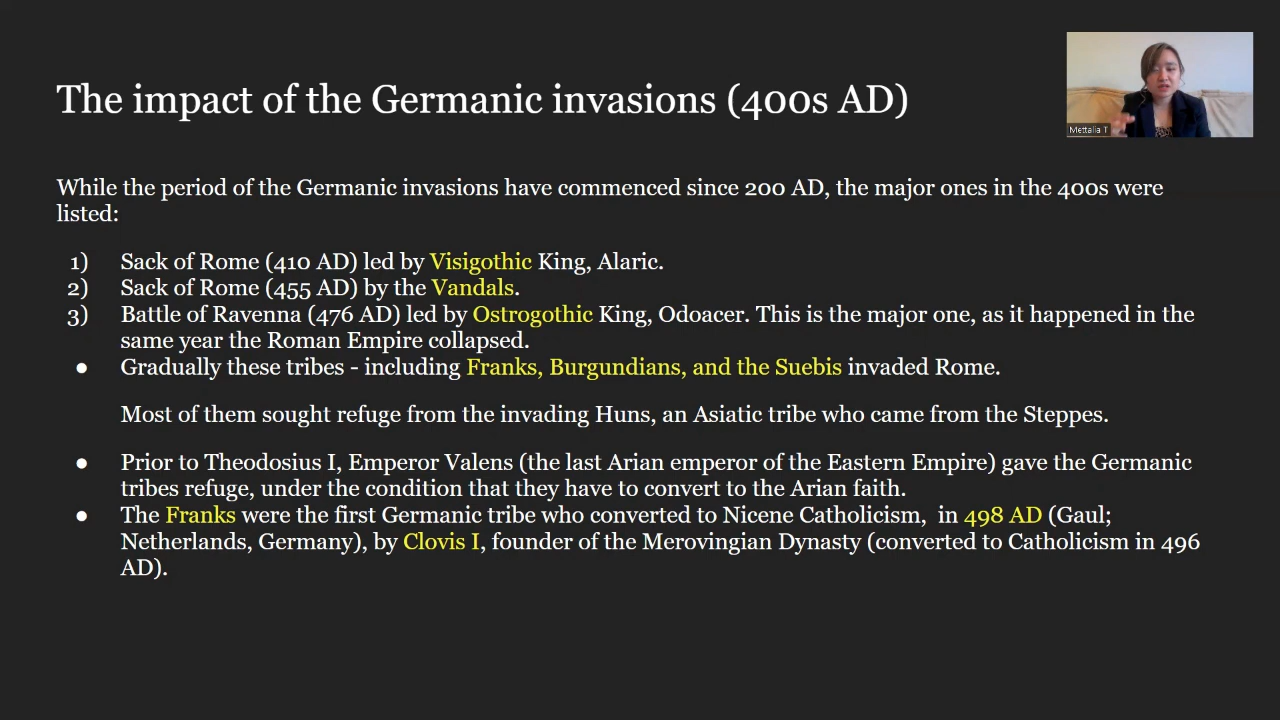 The impact of the Germanic invasions (400s AD)
Mettalia T
While the period of the Germanic invasions have commenced since 200 AD, the major ones in the 400s were
listed:
1) Sack of Rome (410 AD) led by Visigothic King, Alaric.
2) Sack of Rome (455 AD) by the Vandals.
3) Battle of Ravenna (476 AD) led by Ostrogothic King, Odoacer. This is the major one, as it happened in the
same year the Roman Empire collapsed.
● Gradually these tribes - including Franks, Burgundians, and the Suebis invaded Rome.
Most of them sought refuge from the invading Huns, an Asiatic tribe who came from the Steppes.
● Prior to Theodosius I, Emperor Valens (the last Arian emperor of the Eastern Empire) gave the Germanic
tribes refuge, under the condition that they have to convert to the Arian faith.
● The Franks were the first Germanic tribe who converted to Nicene Catholicism, in 498 AD (Gaul;
Netherlands, Germany), by Clovis I, founder of the Merovingian Dynasty (converted to Catholicism in 496
AD).